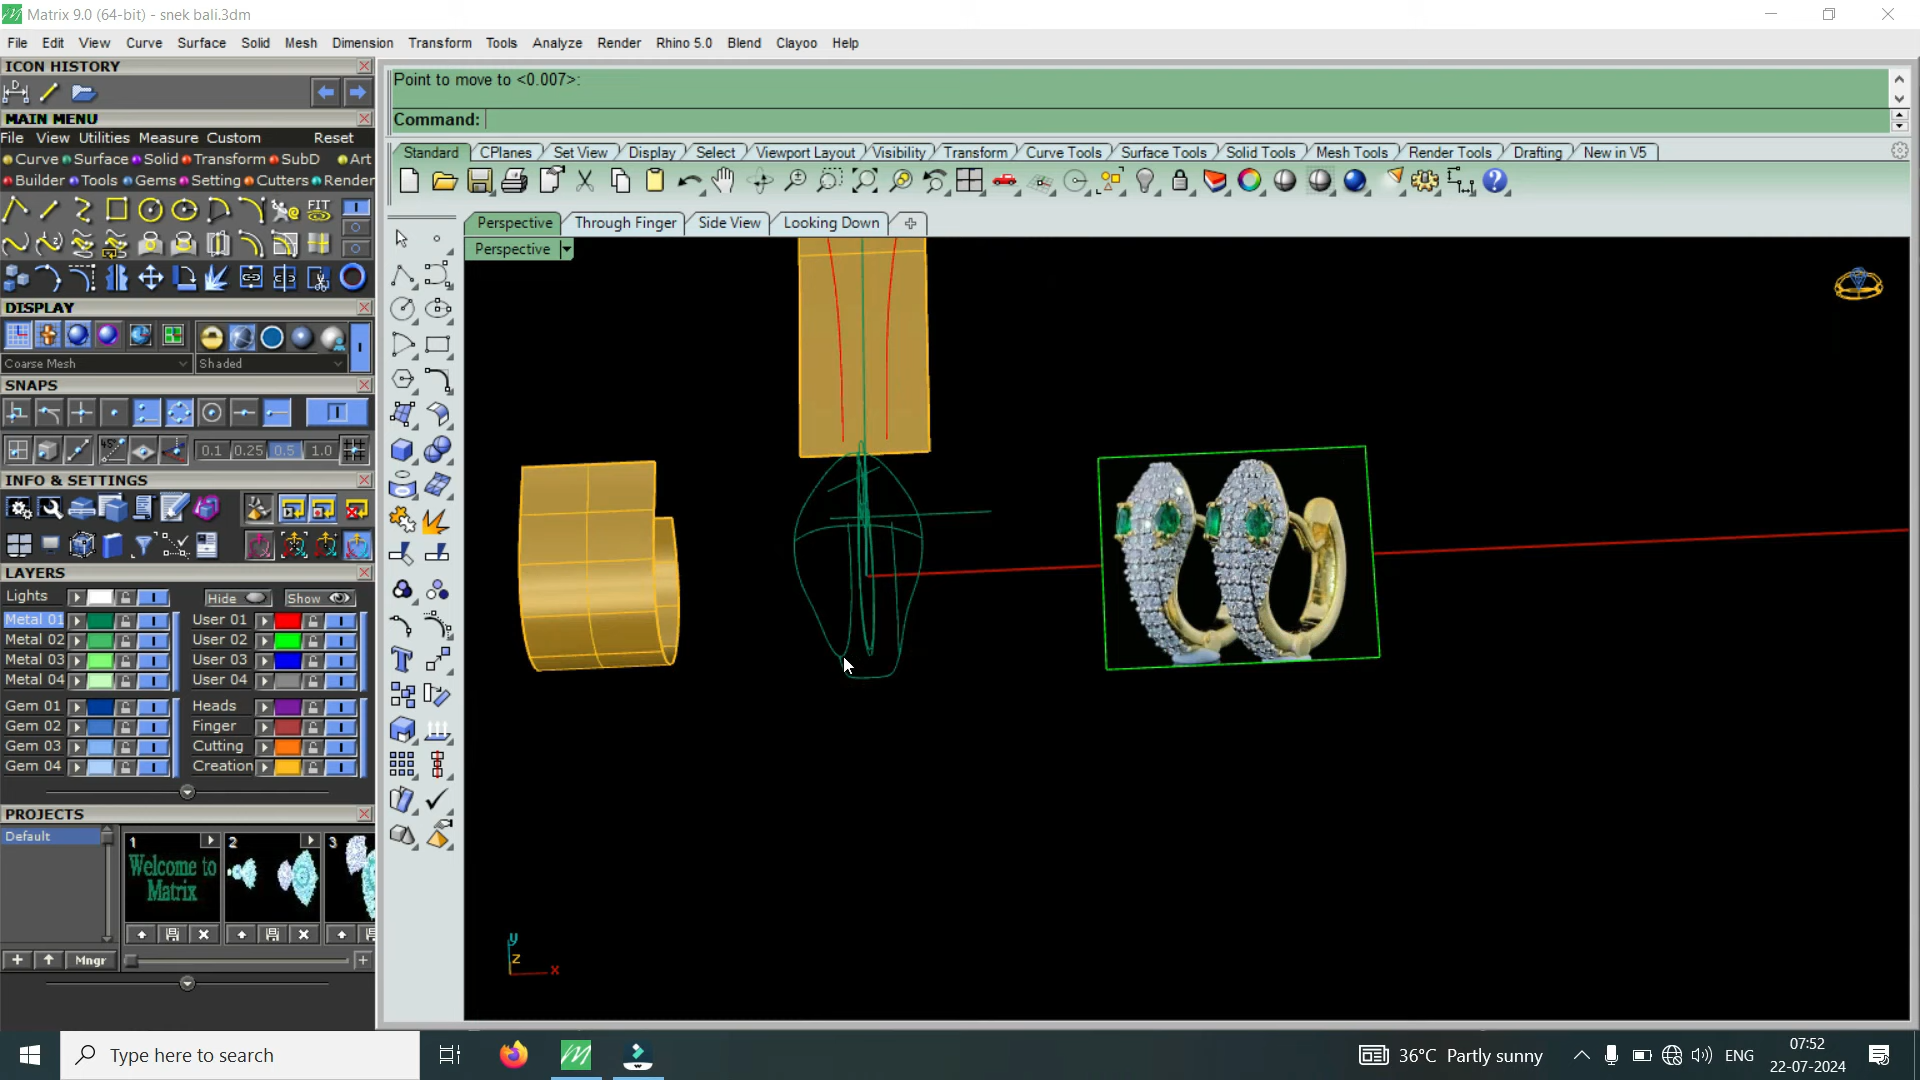 Matrix 9.0 (64-bit) - snek bali.3dm
File Edit View Curve Surface Solid Mesh Dimension Transform Tools Analyze Render Rhino 5.0 Blend Clayoo Help
ICON HISTORY
Point to move to <0.007>:
Command:
MAIN MENU
File View Utilities Measure Custom Reset
Curve Surface Solid Transform SubD Art
Builder Tools Gems Setting Cutters Render
Standard CPlanes Set View Display Select Viewport Layout Visibility Transform Curve Tools Surface Tools Solid Tools Mesh Tools Render Tools Drafting New in V5
FIT
Perspective Through Finger Side View Looking Down
Perspective
DISPLAY
Coarse Mesh Shaded
SNAPS
0.1 0.25 0.5 1.0
INFO & SETTINGS
LAYERS
Lights Hide Show
Metal 01 User 01
Metal 02 User 02
Metal 03 User 03
Metal 04 User 04
Gem 01 Heads
Gem 02 Finger
Gem 03 Cutting
Gem 04 Creation
PROJECTS
Default
1 2 3
Welcome to
Matrix
Mngr
y
z
x
Type here to search
36°C Partly sunny
ENG
07:52
22-07-2024